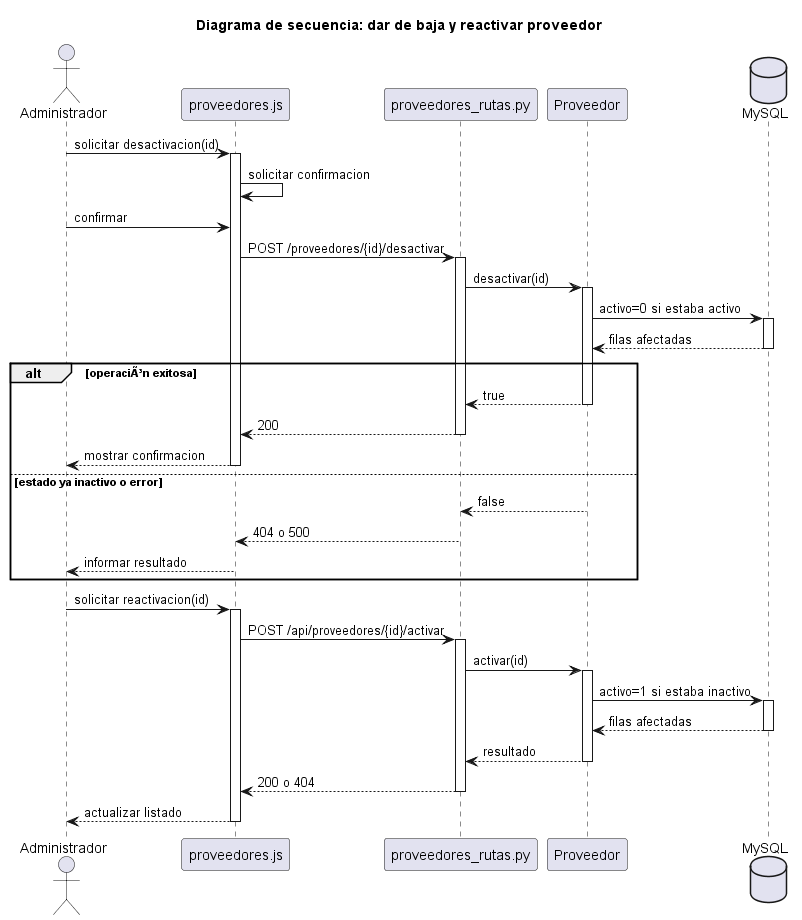 Diagrama de secuencia: dar de baja y reactivar proveedor
Administrador
proveedores.js
proveedores_rutas.py
Proveedor
MySQL
solicitar desactivacion(id)
solicitar confirmacion
confirmar
POST /proveedores/{id}/desactivar
desactivar(id)
activo=0 si estaba activo
filas afectadas
alt
[operaciÃ³n exitosa]
true
200
mostrar confirmacion
[estado ya inactivo o error]
false
404 o 500
informar resultado
solicitar reactivacion(id)
POST /api/proveedores/{id}/activar
activar(id)
activo=1 si estaba inactivo
filas afectadas
resultado
200 o 404
actualizar listado
Administrador
proveedores.js
proveedores_rutas.py
Proveedor
MySQL